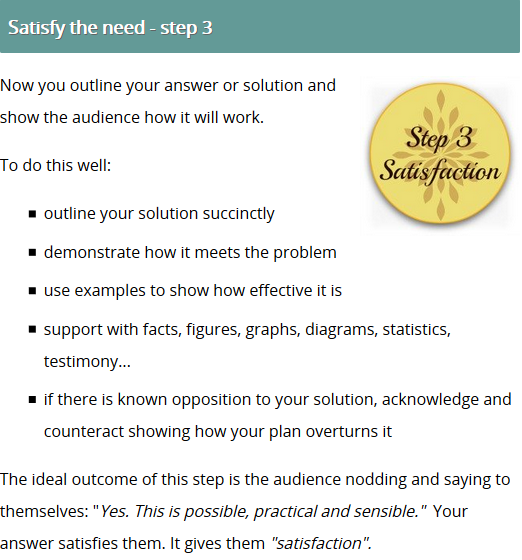 Satisfy the need - step 3
Now you outline your answer or solution and
show the audience how it will work.
Step 3
Satisfaction
To do this well:
outline your solution succinctly
demonstrate how it meets the problem
use examples to show how effective it is
support with facts, figures, graphs, diagrams, statistics,
testimony...
if there is known opposition to your solution, acknowledge and
counteract showing how your plan overturns it
The ideal outcome of this step is the audience nodding and saying to
themselves: "Yes. This is possible, practical and sensible." Your
answer satisfies them. It gives them "satisfaction".